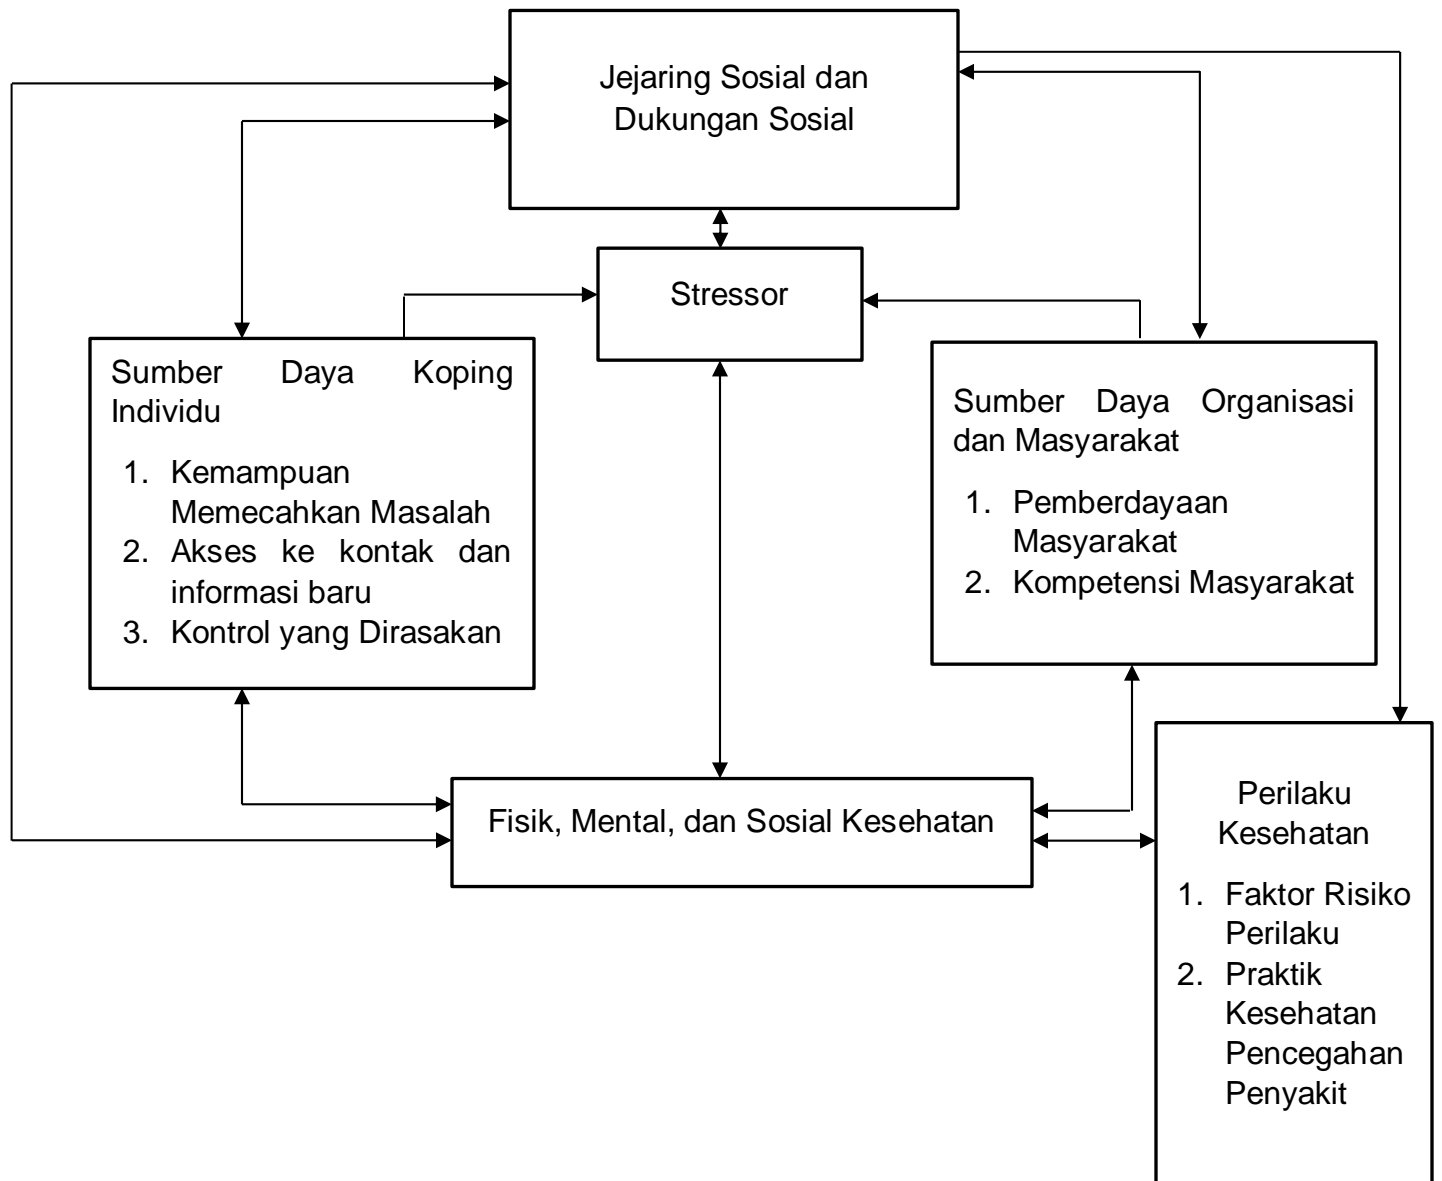 Jejaring Sosial dan
Dukungan Sosial
Stressor
Sumber Daya Koping
Individu
1. Kemampuan
Memecahkan Masalah
2. Akses ke kontak dan
informasi baru
3. Kontrol yang Dirasakan
Sumber Daya Organisasi
dan Masyarakat
1. Pemberdayaan
Masyarakat
2. Kompetensi Masyarakat
Fisik, Mental, dan Sosial Kesehatan
Perilaku
Kesehatan
1. Faktor Risiko
Perilaku
2. Praktik
Kesehatan
Pencegahan
Penyakit